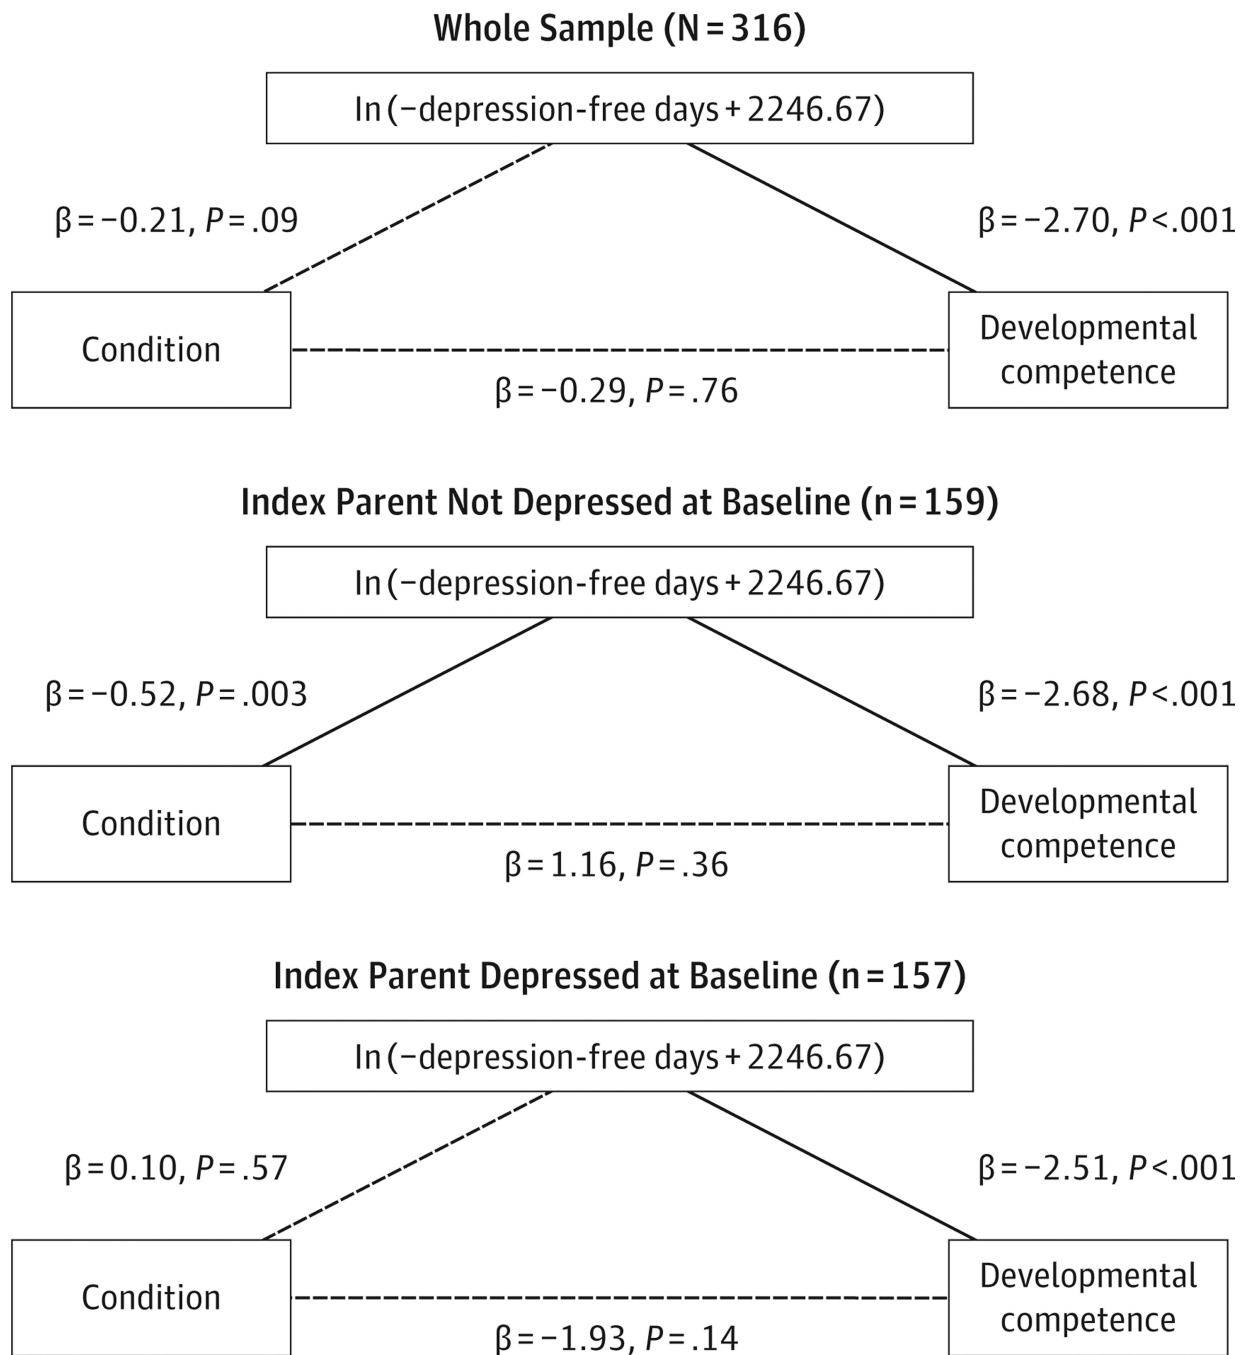 Whole Sample (N = 316)
In (−depression-free days + 2246.67)
β = −0.21, P = .09
β = −2.70, P < .001
Condition
Developmental
competence
β = −0.29, P = .76
Index Parent Not Depressed at Baseline (n = 159)
In (−depression-free days + 2246.67)
β = −0.52, P = .003
β = −2.68, P < .001
Condition
Developmental
competence
β = 1.16, P = .36
Index Parent Depressed at Baseline (n = 157)
In (−depression-free days + 2246.67)
β = 0.10, P = .57
β = −2.51, P < .001
Condition
Developmental
competence
β = −1.93, P = .14